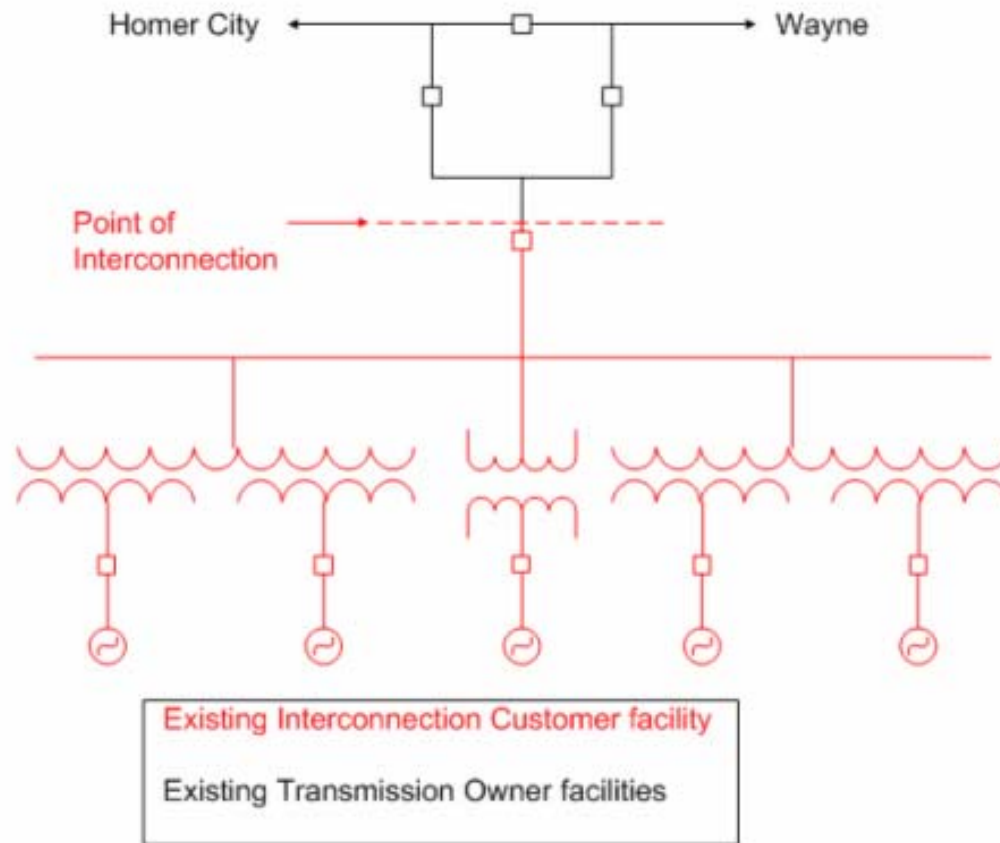 Homer City
Wayne
Point of
Interconnection
Existing Interconnection Customer facility
Existing Transmission Owner facilities